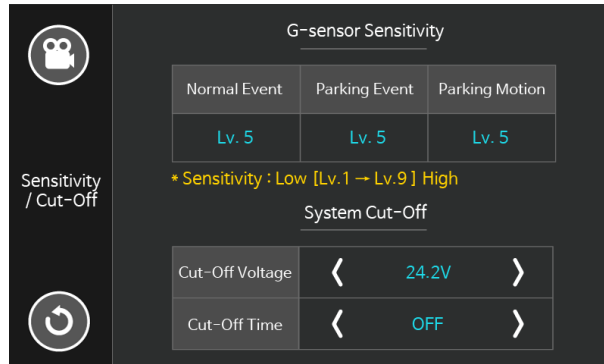 G-sensor Sensitivity
Normal Event Parking Event Parking Motion
Lv. 5 Lv. 5 Lv. 5
* Sensitivity : Low [Lv.1 → Lv.9 ] High
Sensitivity
/ Cut-Off
System Cut-Off
Cut-Off Voltage ❬ 24.2V ❭
Cut-Off Time ❬ OFF ❭